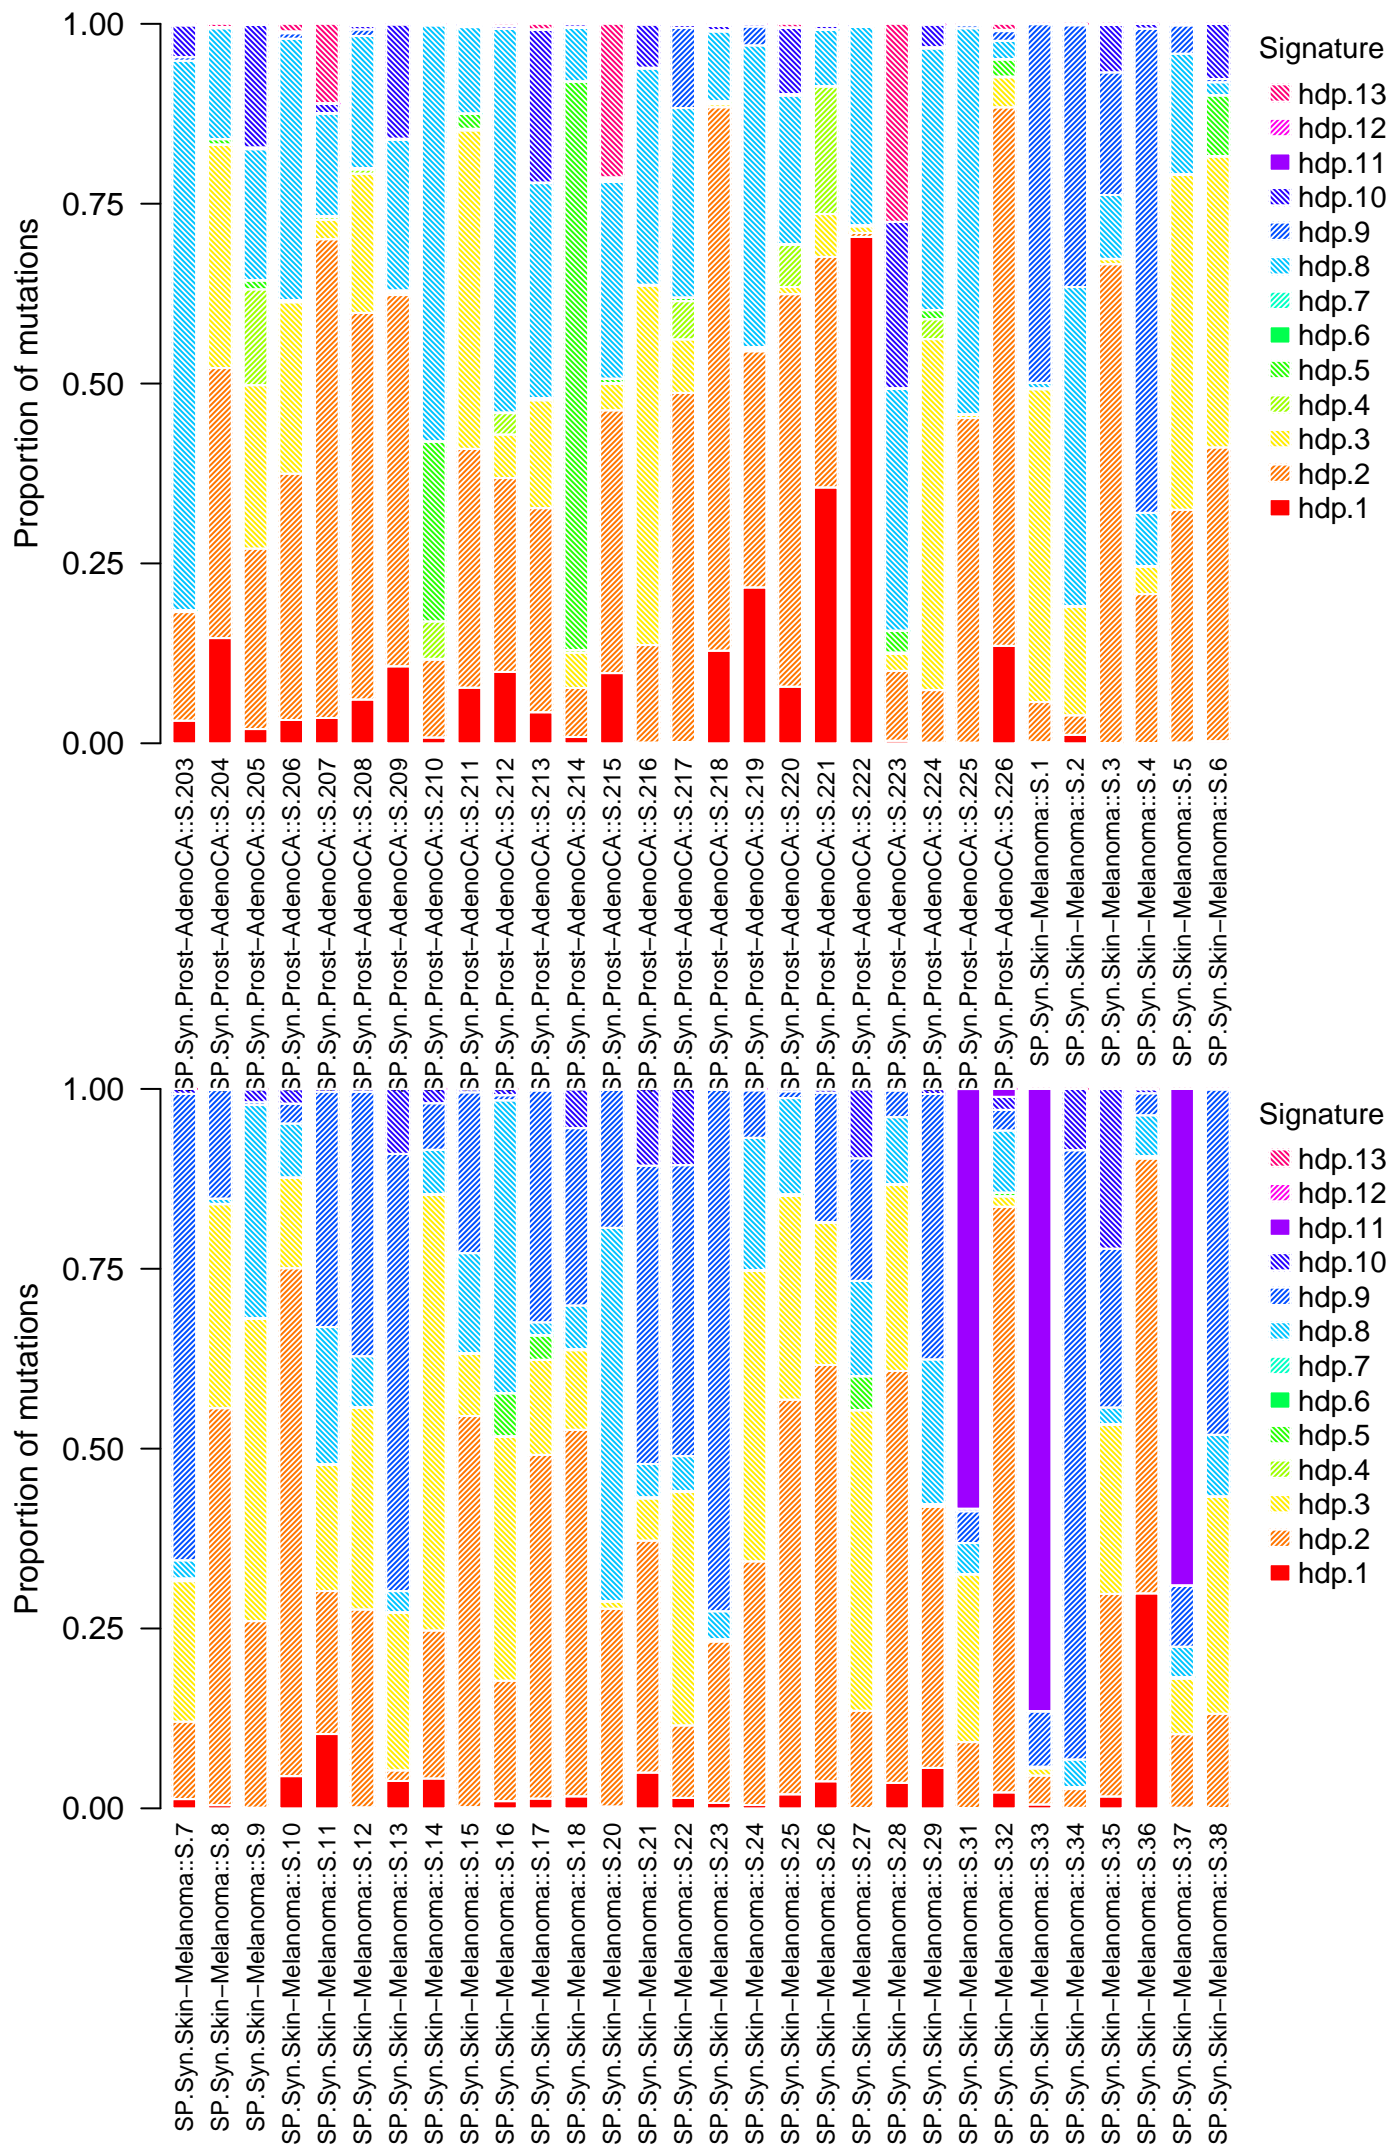 Signature
hdp.13
hdp.12
hdp.11
hdp.10
hdp.9
hdp.8
hdp.7
hdp.6
hdp.5
hdp.4
hdp.3
hdp.2
hdp.1
Proportion of mutations
1.00
0.75
0.50
0.25
0.00
SP.Syn.Prost−AdenoCA::S.203
SP.Syn.Prost−AdenoCA::S.204
SP.Syn.Prost−AdenoCA::S.205
SP.Syn.Prost−AdenoCA::S.206
SP.Syn.Prost−AdenoCA::S.207
SP.Syn.Prost−AdenoCA::S.208
SP.Syn.Prost−AdenoCA::S.209
SP.Syn.Prost−AdenoCA::S.210
SP.Syn.Prost−AdenoCA::S.211
SP.Syn.Prost−AdenoCA::S.212
SP.Syn.Prost−AdenoCA::S.213
SP.Syn.Prost−AdenoCA::S.214
SP.Syn.Prost−AdenoCA::S.215
SP.Syn.Prost−AdenoCA::S.216
SP.Syn.Prost−AdenoCA::S.217
SP.Syn.Prost−AdenoCA::S.218
SP.Syn.Prost−AdenoCA::S.219
SP.Syn.Prost−AdenoCA::S.220
SP.Syn.Prost−AdenoCA::S.221
SP.Syn.Prost−AdenoCA::S.222
SP.Syn.Prost−AdenoCA::S.223
SP.Syn.Prost−AdenoCA::S.224
SP.Syn.Prost−AdenoCA::S.225
SP.Syn.Prost−AdenoCA::S.226
SP.Syn.Skin−Melanoma::S.1
SP.Syn.Skin−Melanoma::S.2
SP.Syn.Skin−Melanoma::S.3
SP.Syn.Skin−Melanoma::S.4
SP.Syn.Skin−Melanoma::S.5
SP.Syn.Skin−Melanoma::S.6
Signature
hdp.13
hdp.12
hdp.11
hdp.10
hdp.9
hdp.8
hdp.7
hdp.6
hdp.5
hdp.4
hdp.3
hdp.2
hdp.1
Proportion of mutations
1.00
0.75
0.50
0.25
0.00
SP.Syn.Skin−Melanoma::S.7
SP.Syn.Skin−Melanoma::S.8
SP.Syn.Skin−Melanoma::S.9
SP.Syn.Skin−Melanoma::S.10
SP.Syn.Skin−Melanoma::S.11
SP.Syn.Skin−Melanoma::S.12
SP.Syn.Skin−Melanoma::S.13
SP.Syn.Skin−Melanoma::S.14
SP.Syn.Skin−Melanoma::S.15
SP.Syn.Skin−Melanoma::S.16
SP.Syn.Skin−Melanoma::S.17
SP.Syn.Skin−Melanoma::S.18
SP.Syn.Skin−Melanoma::S.20
SP.Syn.Skin−Melanoma::S.21
SP.Syn.Skin−Melanoma::S.22
SP.Syn.Skin−Melanoma::S.23
SP.Syn.Skin−Melanoma::S.24
SP.Syn.Skin−Melanoma::S.25
SP.Syn.Skin−Melanoma::S.26
SP.Syn.Skin−Melanoma::S.27
SP.Syn.Skin−Melanoma::S.28
SP.Syn.Skin−Melanoma::S.29
SP.Syn.Skin−Melanoma::S.31
SP.Syn.Skin−Melanoma::S.32
SP.Syn.Skin−Melanoma::S.33
SP.Syn.Skin−Melanoma::S.34
SP.Syn.Skin−Melanoma::S.35
SP.Syn.Skin−Melanoma::S.36
SP.Syn.Skin−Melanoma::S.37
SP.Syn.Skin−Melanoma::S.38